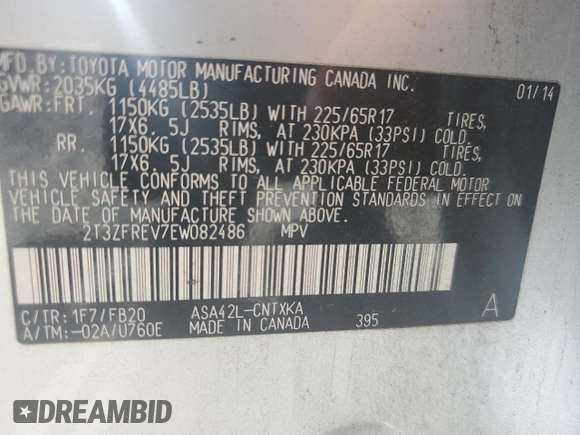 MFD. BY: TOYOTA MOTOR MANUFACTURING CANADA INC.
GVWR: 2035KG (4485LB) 01/14
GAWR: FRT. 1150KG (2535LB) WITH 225/65R17 TIRES,
17X6. 5J RIMS, AT 230KPA (33PSI) COLD.
RR. 1150KG (2535LB) WITH 225/65R17 TIRES,
17X6. 5J RIMS, AT 230KPA (33PSI) COLD.
THIS VEHICLE CONFORMS TO ALL APPLICABLE FEDERAL MOTOR
VEHICLE SAFETY AND THEFT PREVENTION STANDARDS IN EFFECT ON
THE DATE OF MANUFACTURE SHOWN ABOVE.
2T3ZFREV7EW082486 MPV
C/TR: 1F7/FB20 ASA42L-CNTXKA A
A/TM: -02A/U760E MADE IN CANADA 395
DREAMBID